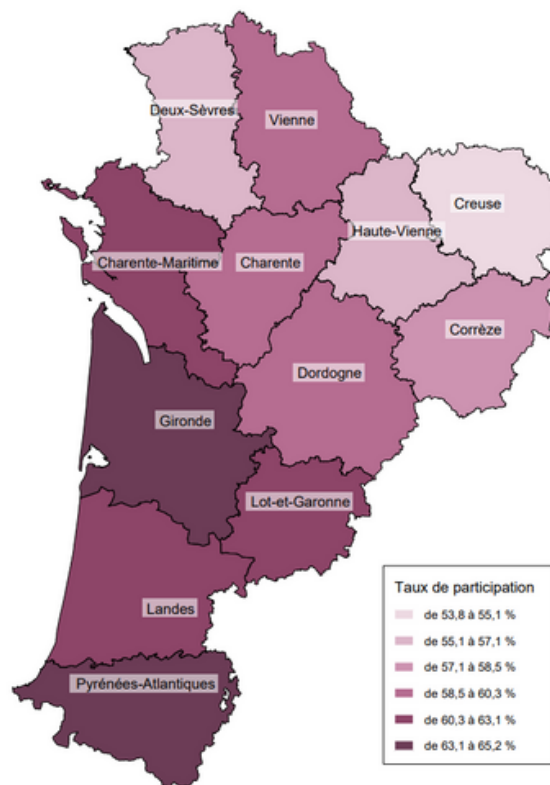 Deux-Sèvres
Vienne
Creuse
Haute-Vienne
Charente-Maritime
Charente
Corrèze
Dordogne
Gironde
Lot-et-Garonne
Landes
Pyrénées-Atlantiques
Taux de participation
de 53,8 à 55,1 %
de 55,1 à 57,1 %
de 57,1 à 58,5 %
de 58,5 à 60,3 %
de 60,3 à 63,1 %
de 63,1 à 65,2 %